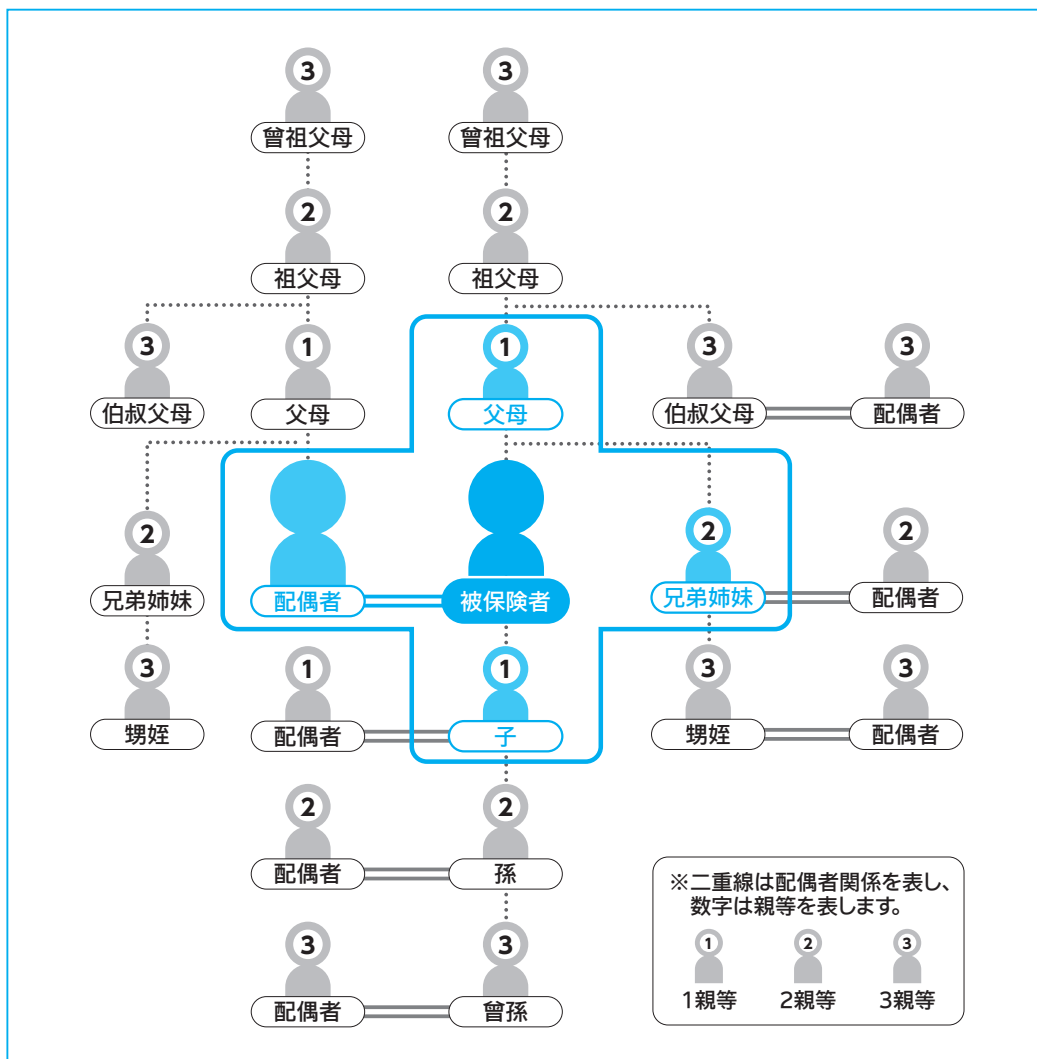 3 3
曾祖父母 曾祖父母
2 2
祖父母 祖父母
3 1 1 3 3
伯叔父母 父母 父母 伯叔父母 配偶者
2 2 2
兄弟姉妹 配偶者 被保険者 兄弟姉妹 配偶者
3 1 1 3 3
甥姪 配偶者 子 甥姪 配偶者
2 2
配偶者 孫
3 3
配偶者 曾孫
※二重線は配偶者関係を表し、
数字は親等を表します。
1 2 3
1親等 2親等 3親等